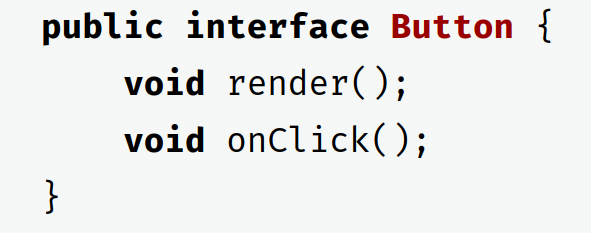 public interface Button {
    void render();
    void onClick();
}